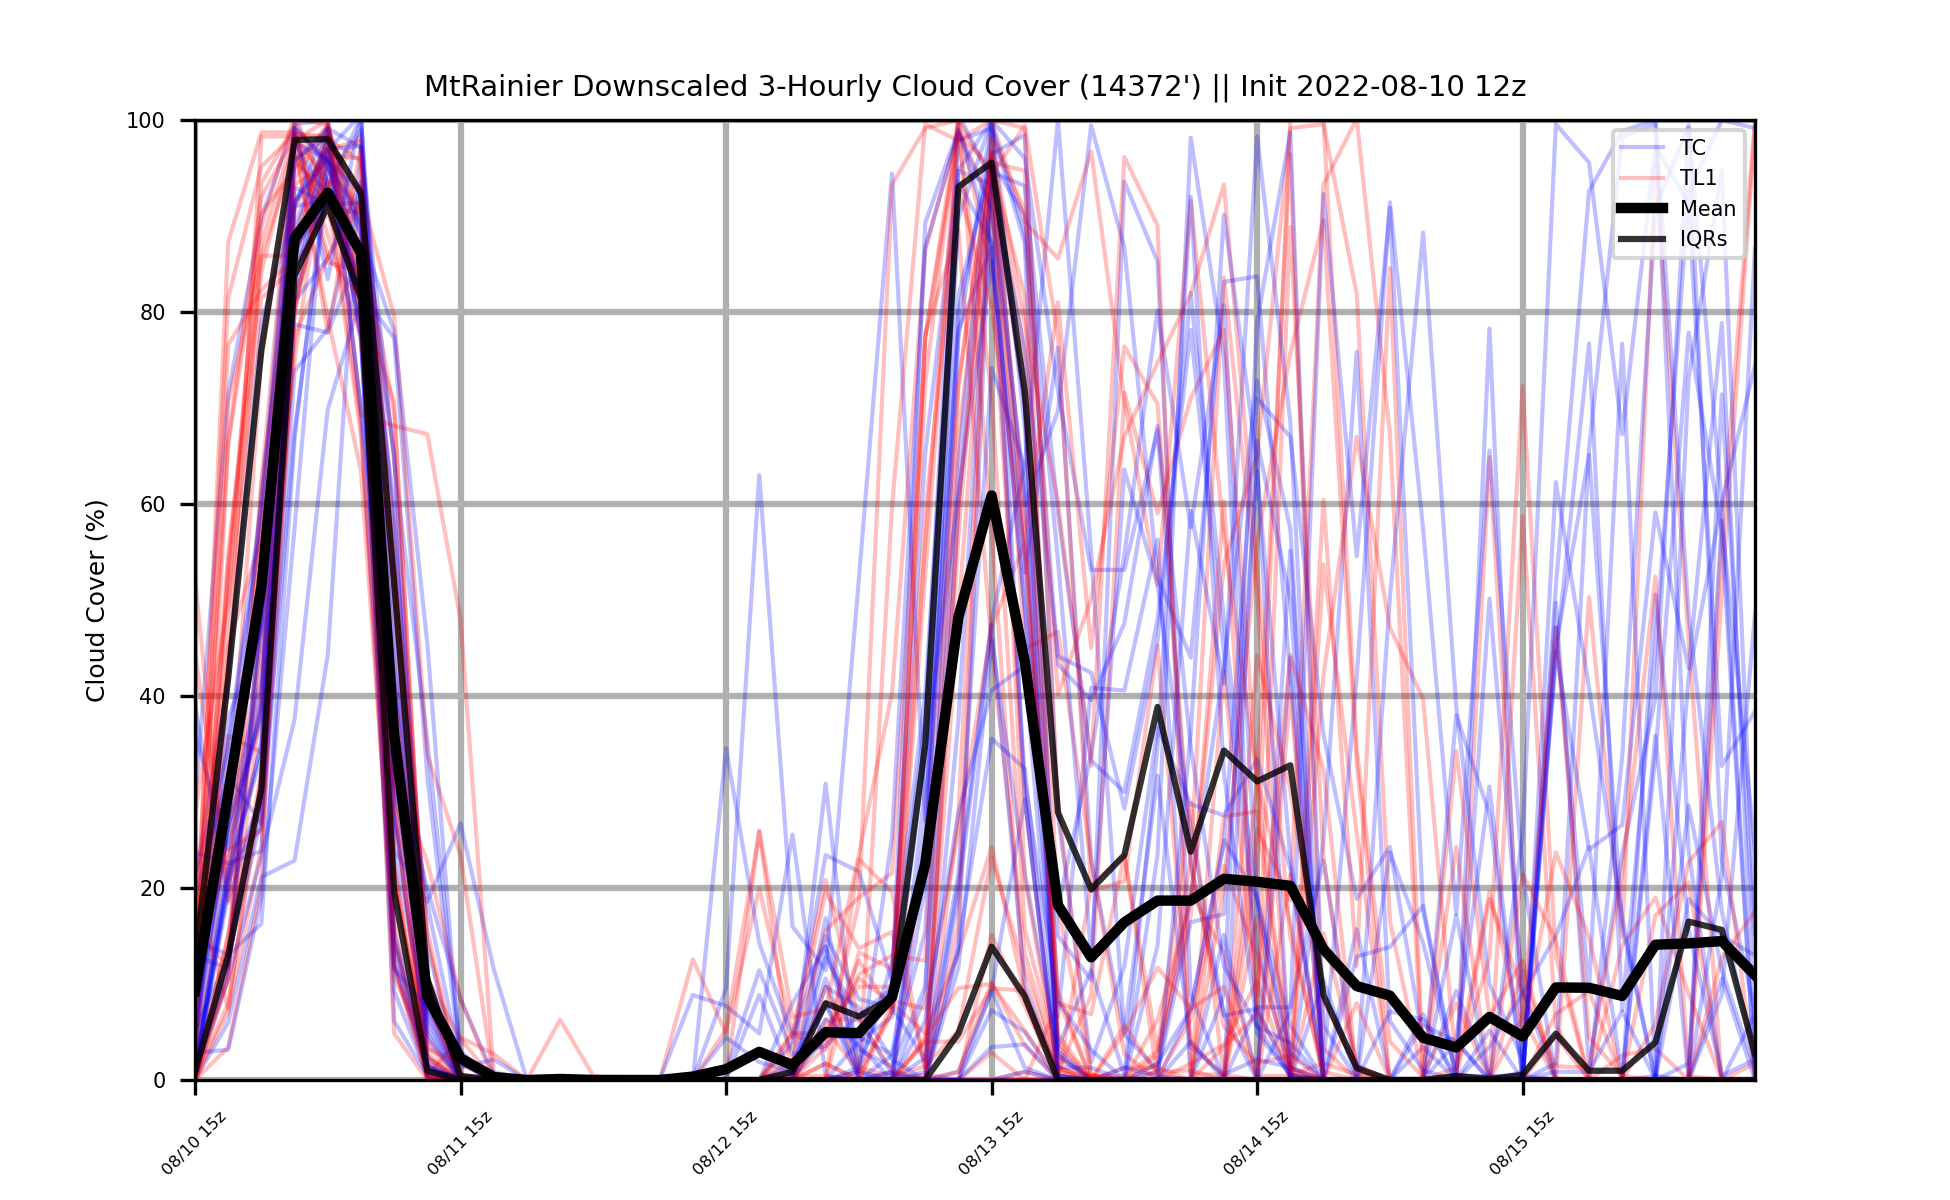 MtRainier Downscaled 3-Hourly Cloud Cover (14372') || Init 2022-08-10 12z
Cloud Cover (%)
100
80
60
40
20
0
TC
TL1
Mean
IQRs
08/10 15z
08/11 15z
08/12 15z
08/13 15z
08/14 15z
08/15 15z